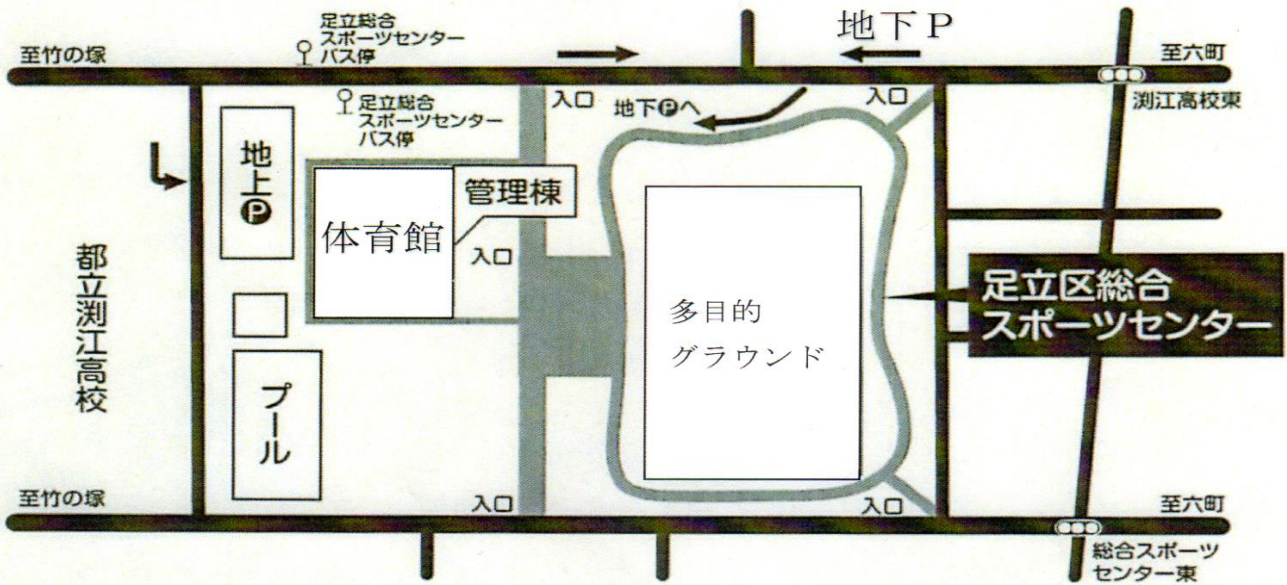 足立総合
スポーツセンター
バス停
地下P
至竹の塚
至六町
足立総合
スポーツセンター
バス停
入口
地下Pへ
入口
渕江高校東
地上P
管理棟
体育館
入口
都立渕江高校
足立区総合
スポーツセンター
多目的
グラウンド
プール
至竹の塚
入口
入口
至六町
総合スポーツ
センター東